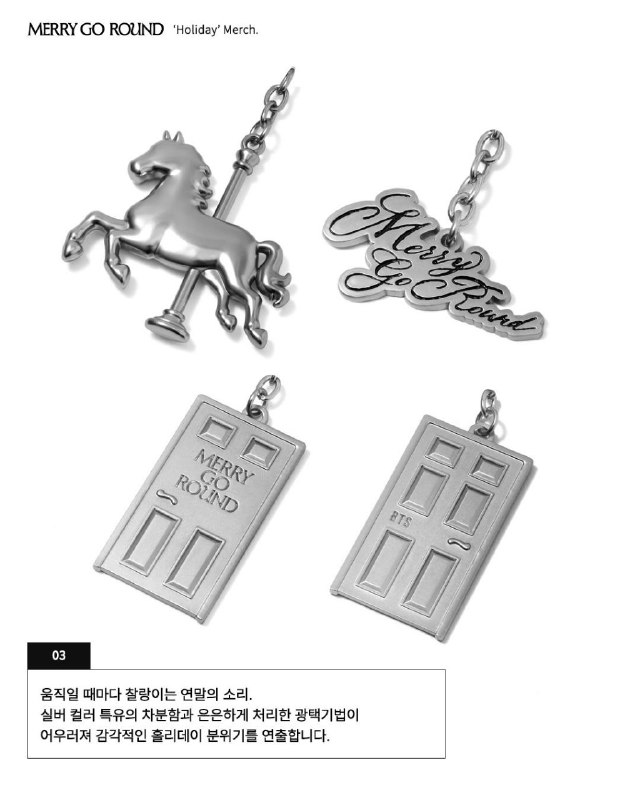 MERRY GO ROUND 'Holiday' Merch.
Merry
Go Round
MERRY
GO
ROUND
BTS
03
움직일 때마다 찰랑이는 연말의 소리.
실버 컬러 특유의 차분함과 은은하게 처리한 광택기법이
어우러져 감각적인 홀리데이 분위기를 연출합니다.